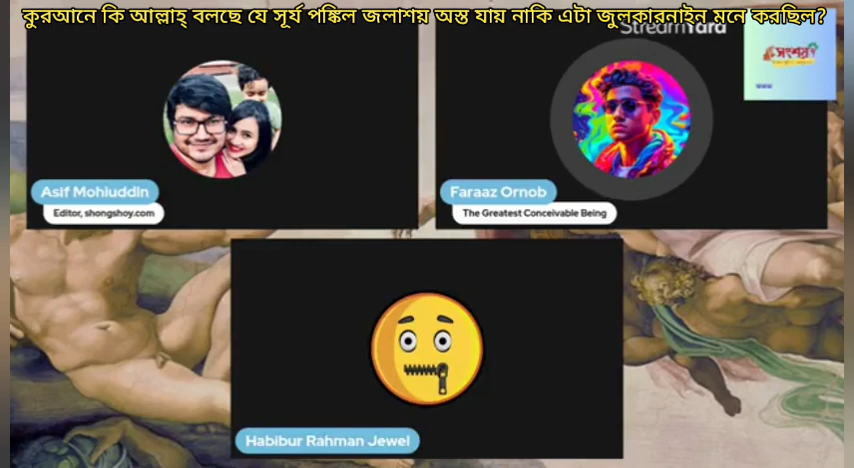 কুরআনে কি আল্লাহ্ বলছে যে সূর্য পঙ্কিল জলাশয় অস্ত যায় নাকি এটা জুলকারনাইন মনে করছিল?
StreamYard
সংশয়
Asif Mohiuddin
Editor, shongshoy.com
Faraaz Ornob
The Greatest Conceivable Being
Habibur Rahman Jewel